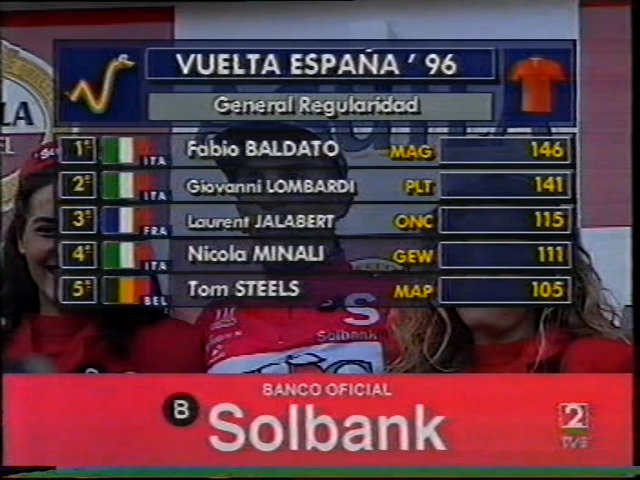 VUELTA ESPAÑA ' 96
General Regularidad
1º ITA Fabio BALDATO MAG 146
2º ITA Giovanni LOMBARDI PLT 141
3º FRA Laurent JALABERT ONC 115
4º ITA Nicola MINALI GEW 111
5º BEL Tom STEELS MAP 105
S
Solbank
BANCO OFICIAL
B Solbank
2
TVE